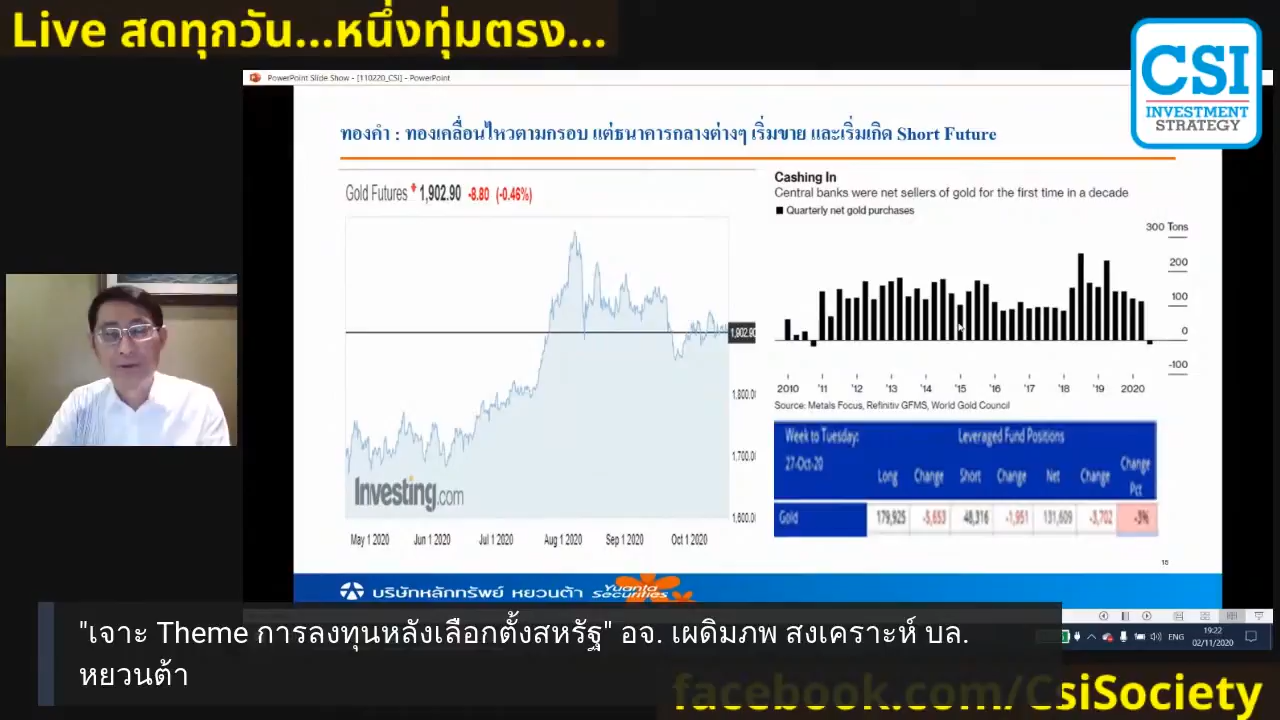 Live สดทุกวัน...หนึ่งทุ่มตรง...
CSI
INVESTMENT
STRATEGY
PowerPoint Slide Show - [110220_CSI] - PowerPoint
ทองคำ : ทองเคลื่อนไหวตามกรอบ แต่ธนาคารกลางต่างๆ เริ่มขาย และเริ่มเกิด Short Future
Gold Futures 1,902.90 -8.80 (-0.46%)
1,902.90
1,800.00
1,700.00
1,600.00
Investing.com
May 1 2020 Jun 1 2020 Jul 1 2020 Aug 1 2020 Sep 1 2020 Oct 1 2020
Cashing In
Central banks were net sellers of gold for the first time in a decade
Quarterly net gold purchases
300 Tons
200
100
0
-100
2010 '11 '12 '13 '14 '15 '16 '17 '18 '19 2020
Source: Metals Focus, Refinitiv GFMS, World Gold Council
Week to Tuesday: Leveraged Fund Positions
27-Oct-20 Long Change Short Change Net Change Change Pct
Gold 179,925 -5,653 48,316 -1,951 131,609 -3,702 -3%
18
บริษัทหลักทรัพย์ หยวนต้า Yuanta Securities
ENG
19:22
02/11/2020
"เจาะ Theme การลงทุนหลังเลือกตั้งสหรัฐ" อจ. เผดิมภพ สงเคราะห์ บล.
หยวนต้า
facebook.com/CsiSociety